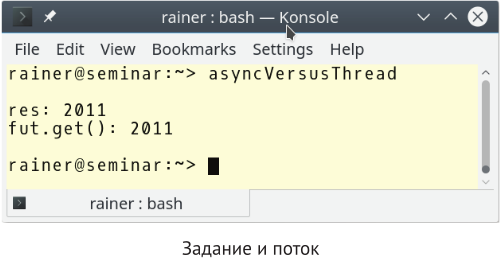 rainer : bash — Konsole
File Edit View Bookmarks Settings Help
rainer@seminar:~> asyncVersusThread
res: 2011
fut.get(): 2011
rainer@seminar:~>
rainer : bash
Задание и поток